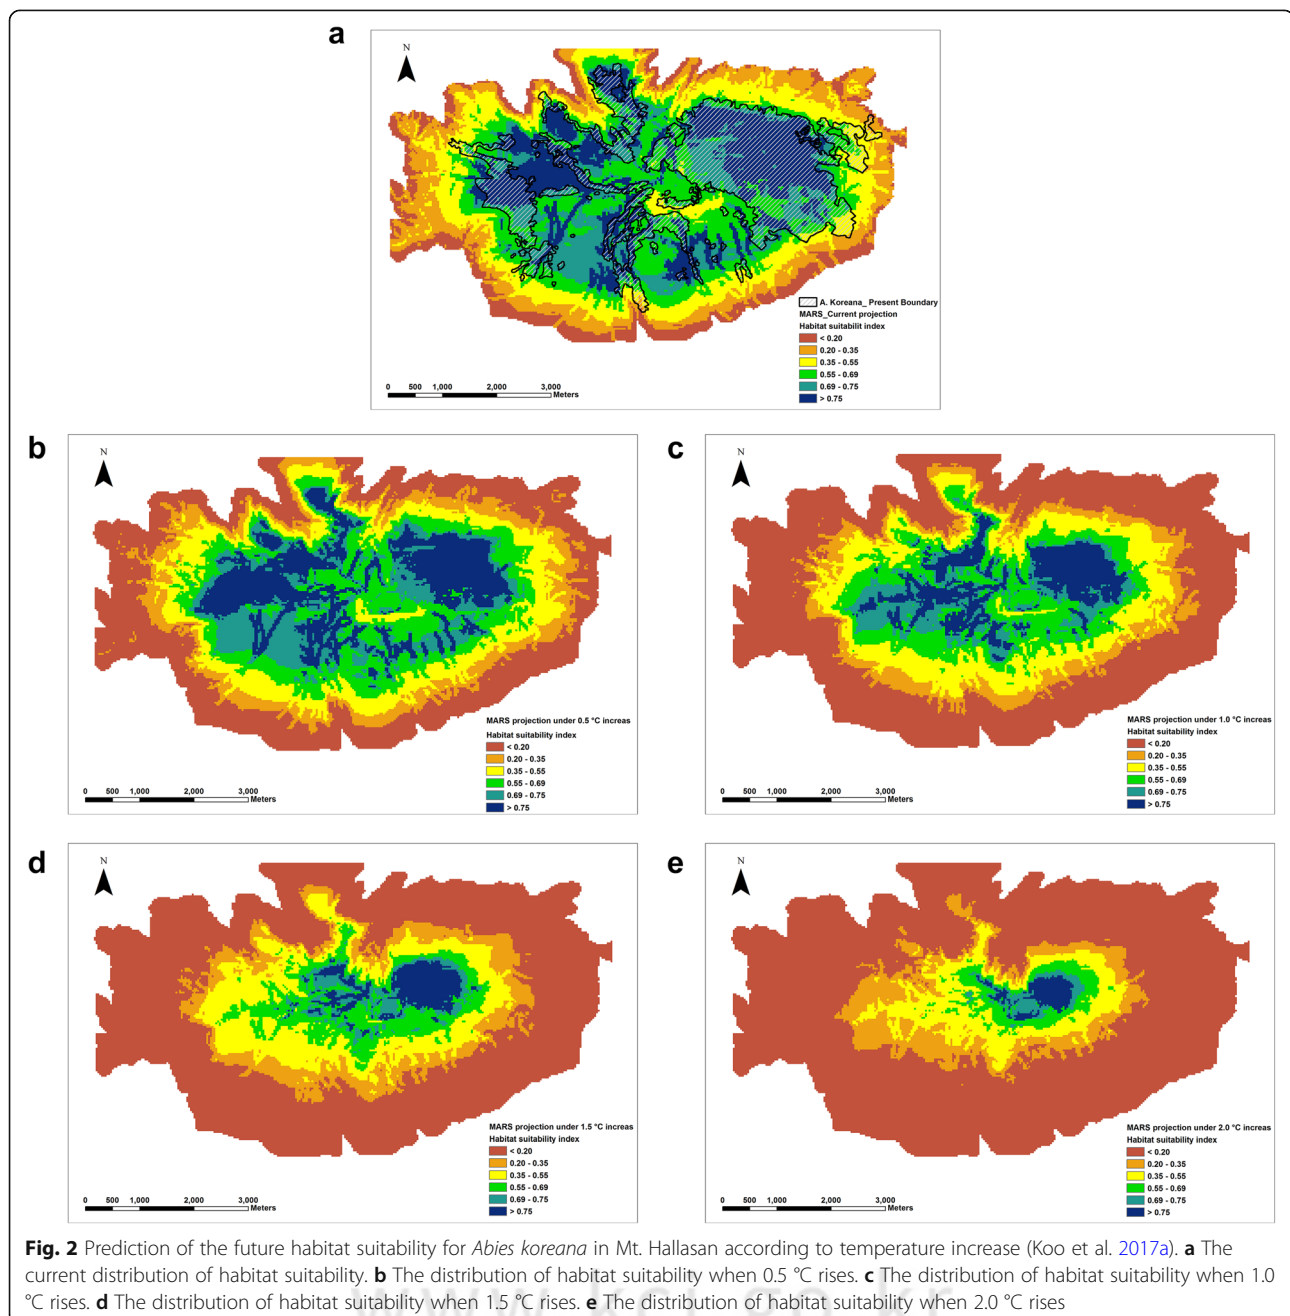 a
N
A. Koreana_ Present Boundary
MARS_Current projection
Habitat suitabilit index
< 0.20
0.20 - 0.35
0.35 - 0.55
0.55 - 0.69
0.69 - 0.75
> 0.75
0 500 1,000 2,000 3,000
Meters
b
N
MARS projection under 0.5 °C increas
Habitat suitability index
< 0.20
0.20 - 0.35
0.35 - 0.55
0.55 - 0.69
0.69 - 0.75
> 0.75
0 500 1,000 2,000 3,000
Meters
c
N
MARS projection under 1.0 °C increas
Habitat suitability index
< 0.20
0.20 - 0.35
0.35 - 0.55
0.55 - 0.69
0.69 - 0.75
> 0.75
0 500 1,000 2,000 3,000
Meters
d
N
MARS projection under 1.5 °C increas
Habitat suitability index
< 0.20
0.20 - 0.35
0.35 - 0.55
0.55 - 0.69
0.69 - 0.75
> 0.75
0 500 1,000 2,000 3,000
Meters
e
N
MARS projection under 2.0 °C increas
Habitat suitability index
< 0.20
0.20 - 0.35
0.35 - 0.55
0.55 - 0.69
0.69 - 0.75
> 0.75
0 500 1,000 2,000 3,000
Meters
Fig. 2 Prediction of the future habitat suitability for Abies koreana in Mt. Hallasan according to temperature increase (Koo et al. 2017a). a The
current distribution of habitat suitability. b The distribution of habitat suitability when 0.5 °C rises. c The distribution of habitat suitability when 1.0
°C rises. d The distribution of habitat suitability when 1.5 °C rises. e The distribution of habitat suitability when 2.0 °C rises
www.kci.go.kr